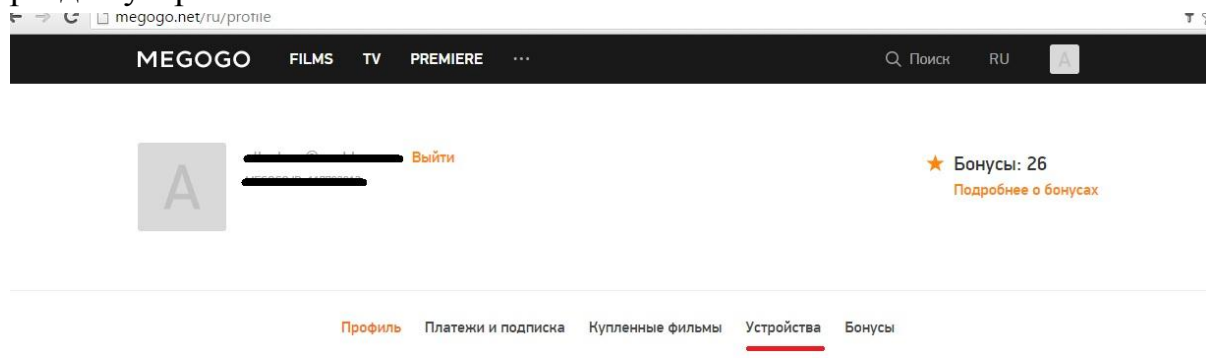 megogo.net/ru/profile
MEGOGO FILMS TV PREMIERE ... Поиск RU A
A Выйти
Бонусы: 26
Подробнее о бонусах
Профиль Платежи и подписка Купленные фильмы Устройства Бонусы